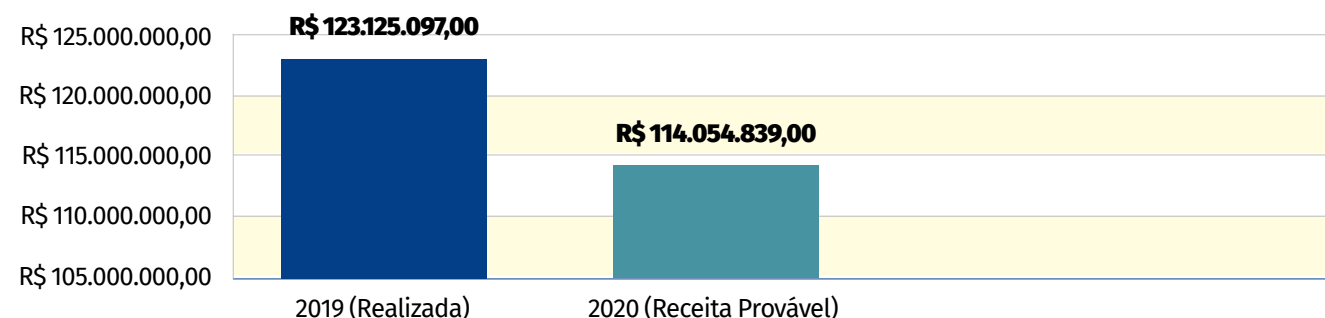 R$ 123.125.097,00
R$ 125.000.000,00
R$ 120.000.000,00
R$ 114.054.839,00
R$ 115.000.000,00
R$ 110.000.000,00
R$ 105.000.000,00
2019 (Realizada)
2020 (Receita Provável)